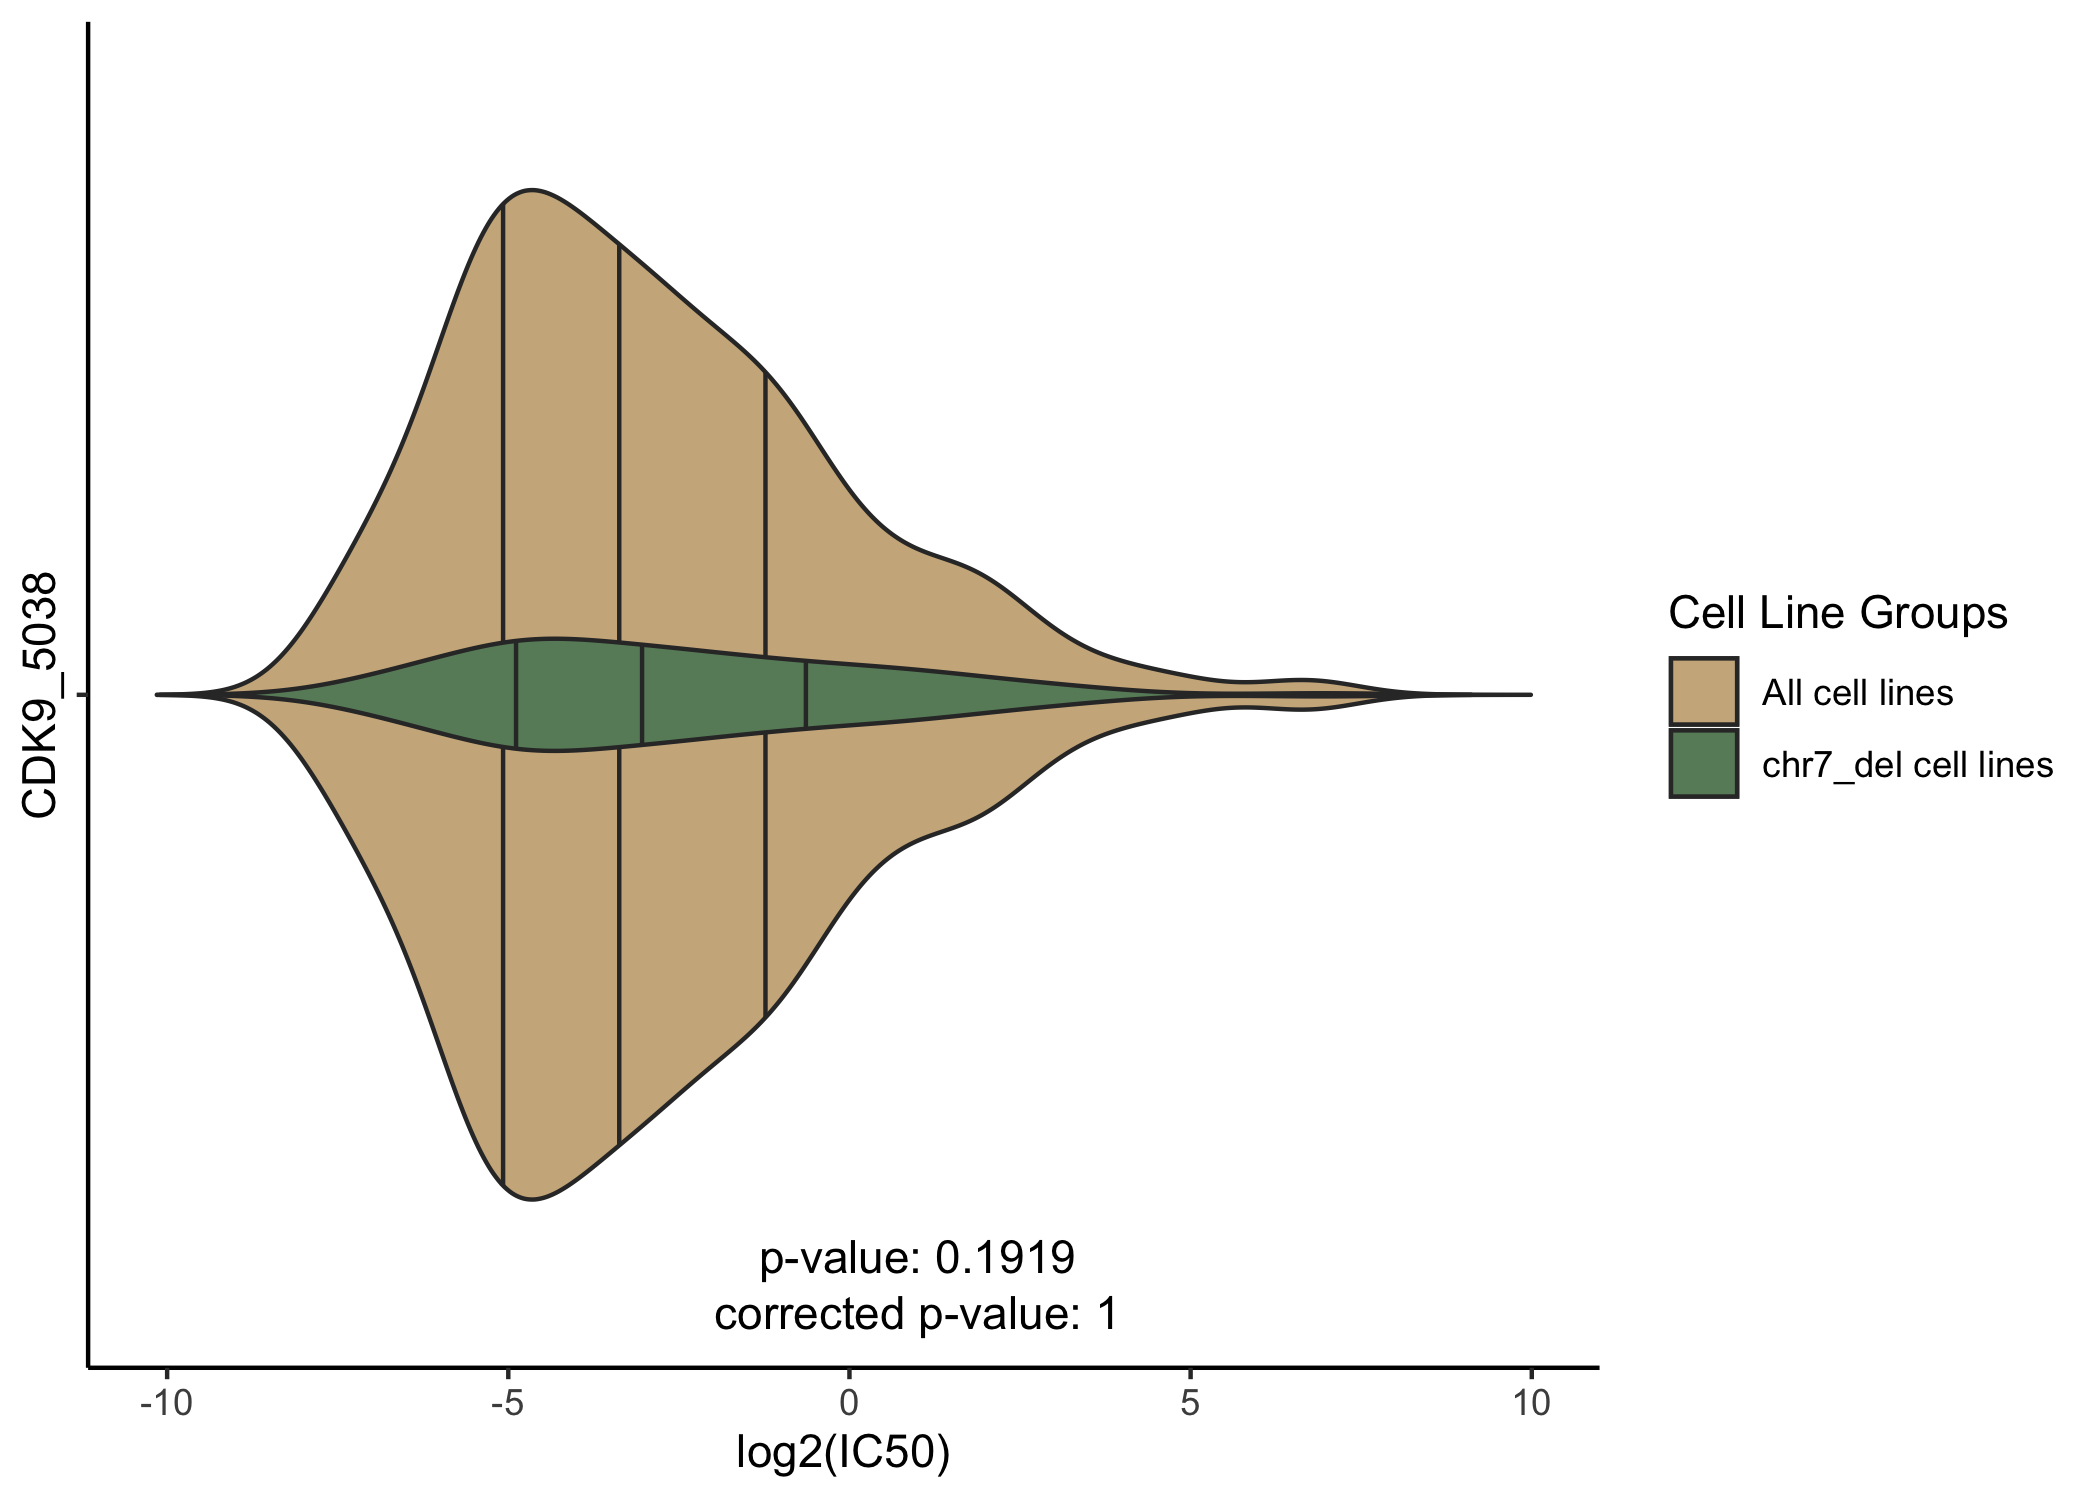 CDK9_5038
p-value: 0.1919
corrected p-value: 1
-10
-5
0
5
10
log2(IC50)
Cell Line Groups
All cell lines
chr7_del cell lines